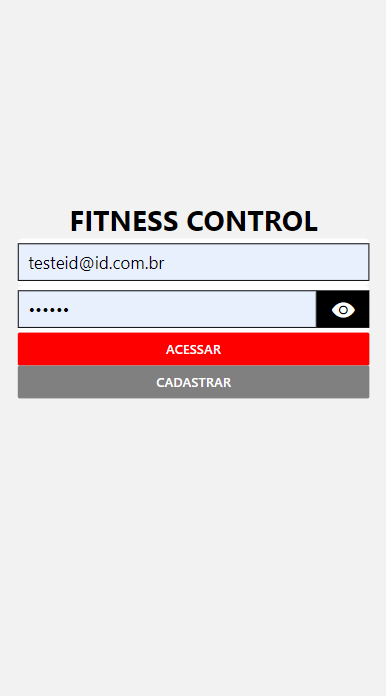 FITNESS CONTROL
testeid@id.com.br
••••••
ACESSAR
CADASTRAR